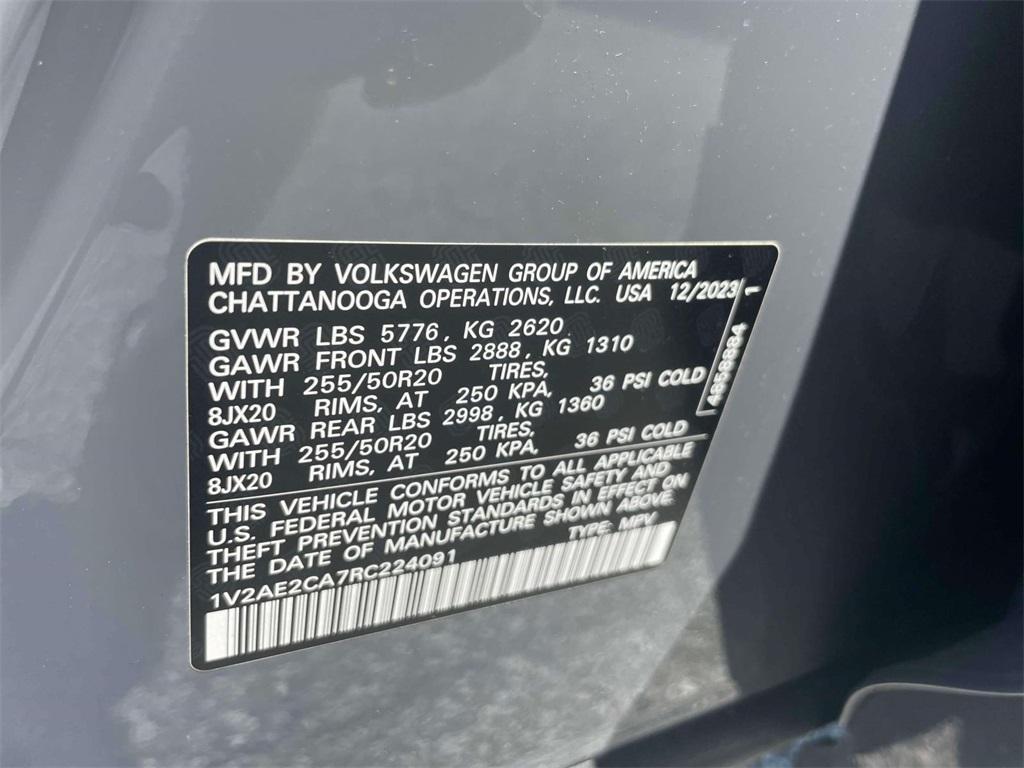 MFD BY VOLKSWAGEN GROUP OF AMERICA
CHATTANOOGA OPERATIONS, LLC. USA 12/2023
GVWR LBS 5776, KG 2620
GAWR FRONT LBS 2888, KG 1310
WITH 255/50R20 TIRES,
8JX20 RIMS, AT 250 KPA, 36 PSI COLD
GAWR REAR LBS 2998, KG 1360
WITH 255/50R20 TIRES,
8JX20 RIMS, AT 250 KPA, 36 PSI COLD
THIS VEHICLE CONFORMS TO ALL APPLICABLE
U.S. FEDERAL MOTOR VEHICLE SAFETY AND
THEFT PREVENTION STANDARDS IN EFFECT ON
THE DATE OF MANUFACTURE SHOWN ABOVE.
1V2AE2CA7RC224091 TYPE: MPV
4858884 1